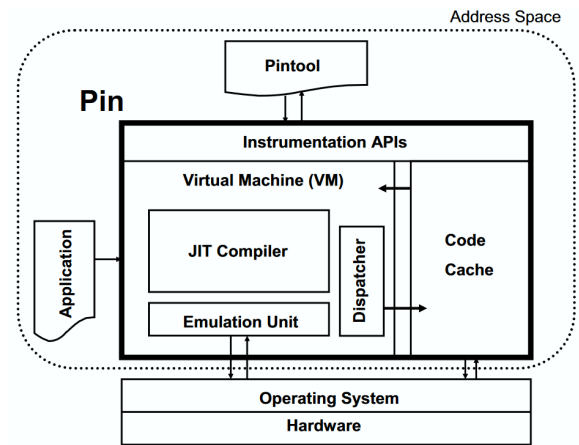 Address Space
Pintool
Pin
Instrumentation APIs
Virtual Machine (VM)
Application
JIT Compiler
Dispatcher
Code
Cache
Emulation Unit
Operating System
Hardware